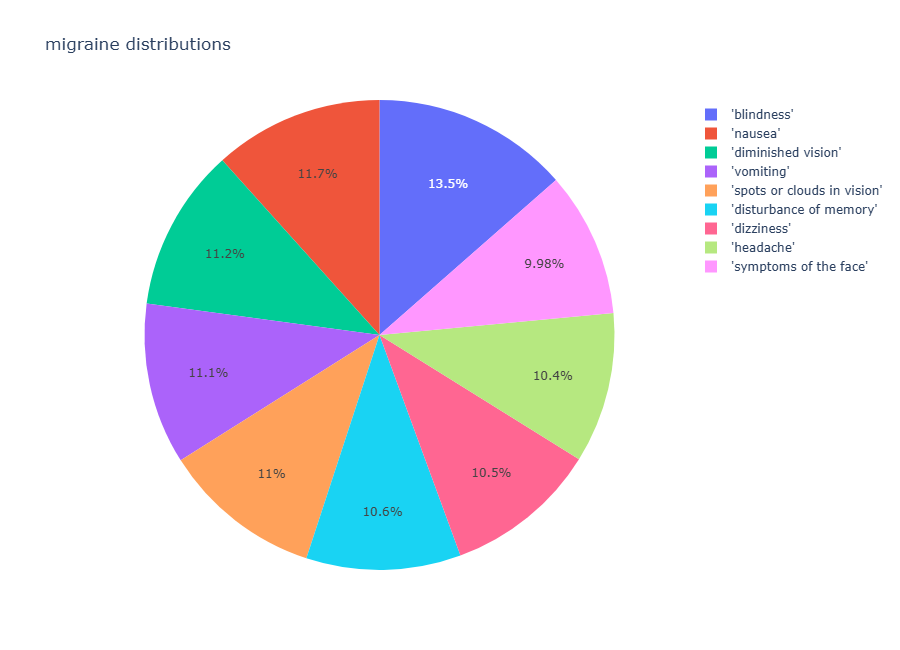 migraine distributions
'blindness'
'nausea'
'diminished vision'
'vomiting'
'spots or clouds in vision'
'disturbance of memory'
'dizziness'
'headache'
'symptoms of the face'
11.7%
13.5%
11.2%
9.98%
11.1%
10.4%
11%
10.5%
10.6%